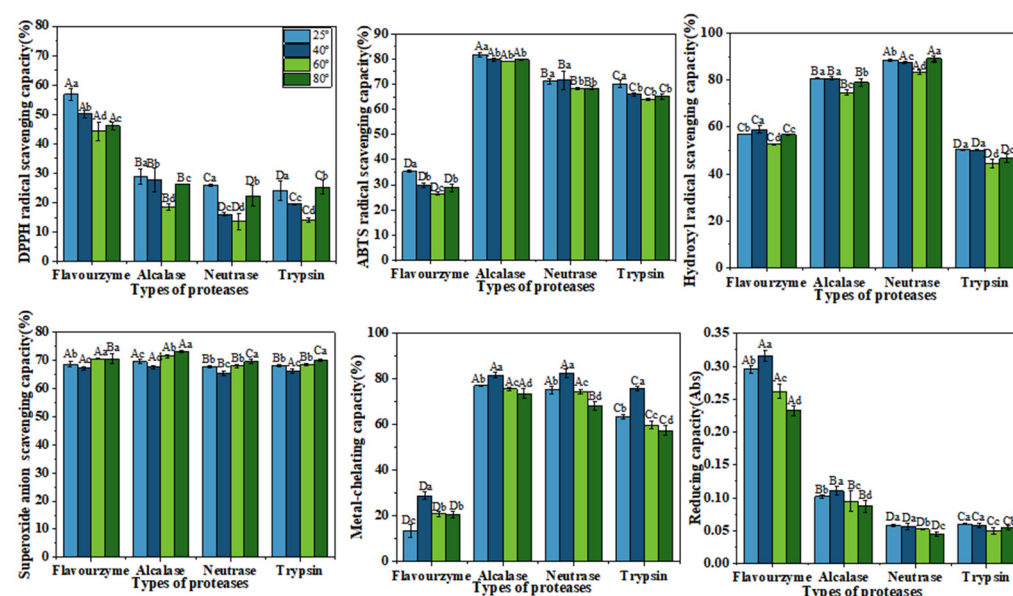 DPPH radical scavenging capacity(%)
80
70
60
50
40
30
20
10
0
Aa Ab Ad Ac
Ba Bb Bd Bc
Ca Dc Dd Db
Da Cc Cd
25°
40°
60°
80°
Flavourzyme Alcalase Neutrase Trypsin
Types of proteases
ABTS radical scavenging capacity(%)
90
80
70
60
50
40
30
20
10
0
Da Db Dc Db
Aa Ab Ab Ab
Ba Ba Bb Bb
Ca Cb Cb Cb
Flavourzyme Alcalase Neutrase Trypsin
Types of proteases
Hydroxyl radical scavenging capacity(%)
100
80
60
40
20
0
Cb Ca Cd Cc
Ba Ba Bc Bb
Aa Ac Ad Aa
Da Da Dd Dc
Flavourzyme Alcalase Neutrase Trypsin
Types of proteases
Superoxide anion scavenging capacity(%)
80
70
60
50
40
30
20
10
0
Ab Ac Aa Ba
Ac Ad Ab Aa
Bb Bc Bb Ca
Bb Ac Bb Ca
Flavourzyme Alcalase Neutrase Trypsin
Types of proteases
Metal-chelating capacity(%)
100
80
60
40
20
0
Dc Da Db Db
Ab Aa Ac Ad
Ab Aa Ac Bd
Cb Ca Cc Cd
Flavourzyme Alcalase Neutrase Trypsin
Types of proteases
Reducing capacity(Abs)
0.35
0.30
0.25
0.20
0.15
0.10
0.05
0.00
Ab Aa Ac Ad
Bb Ba Bc Bd
Da Da Db Dc
Ca Ca Cc Cb
Flavourzyme Alcalase Neutrase Trypsin
Types of proteases